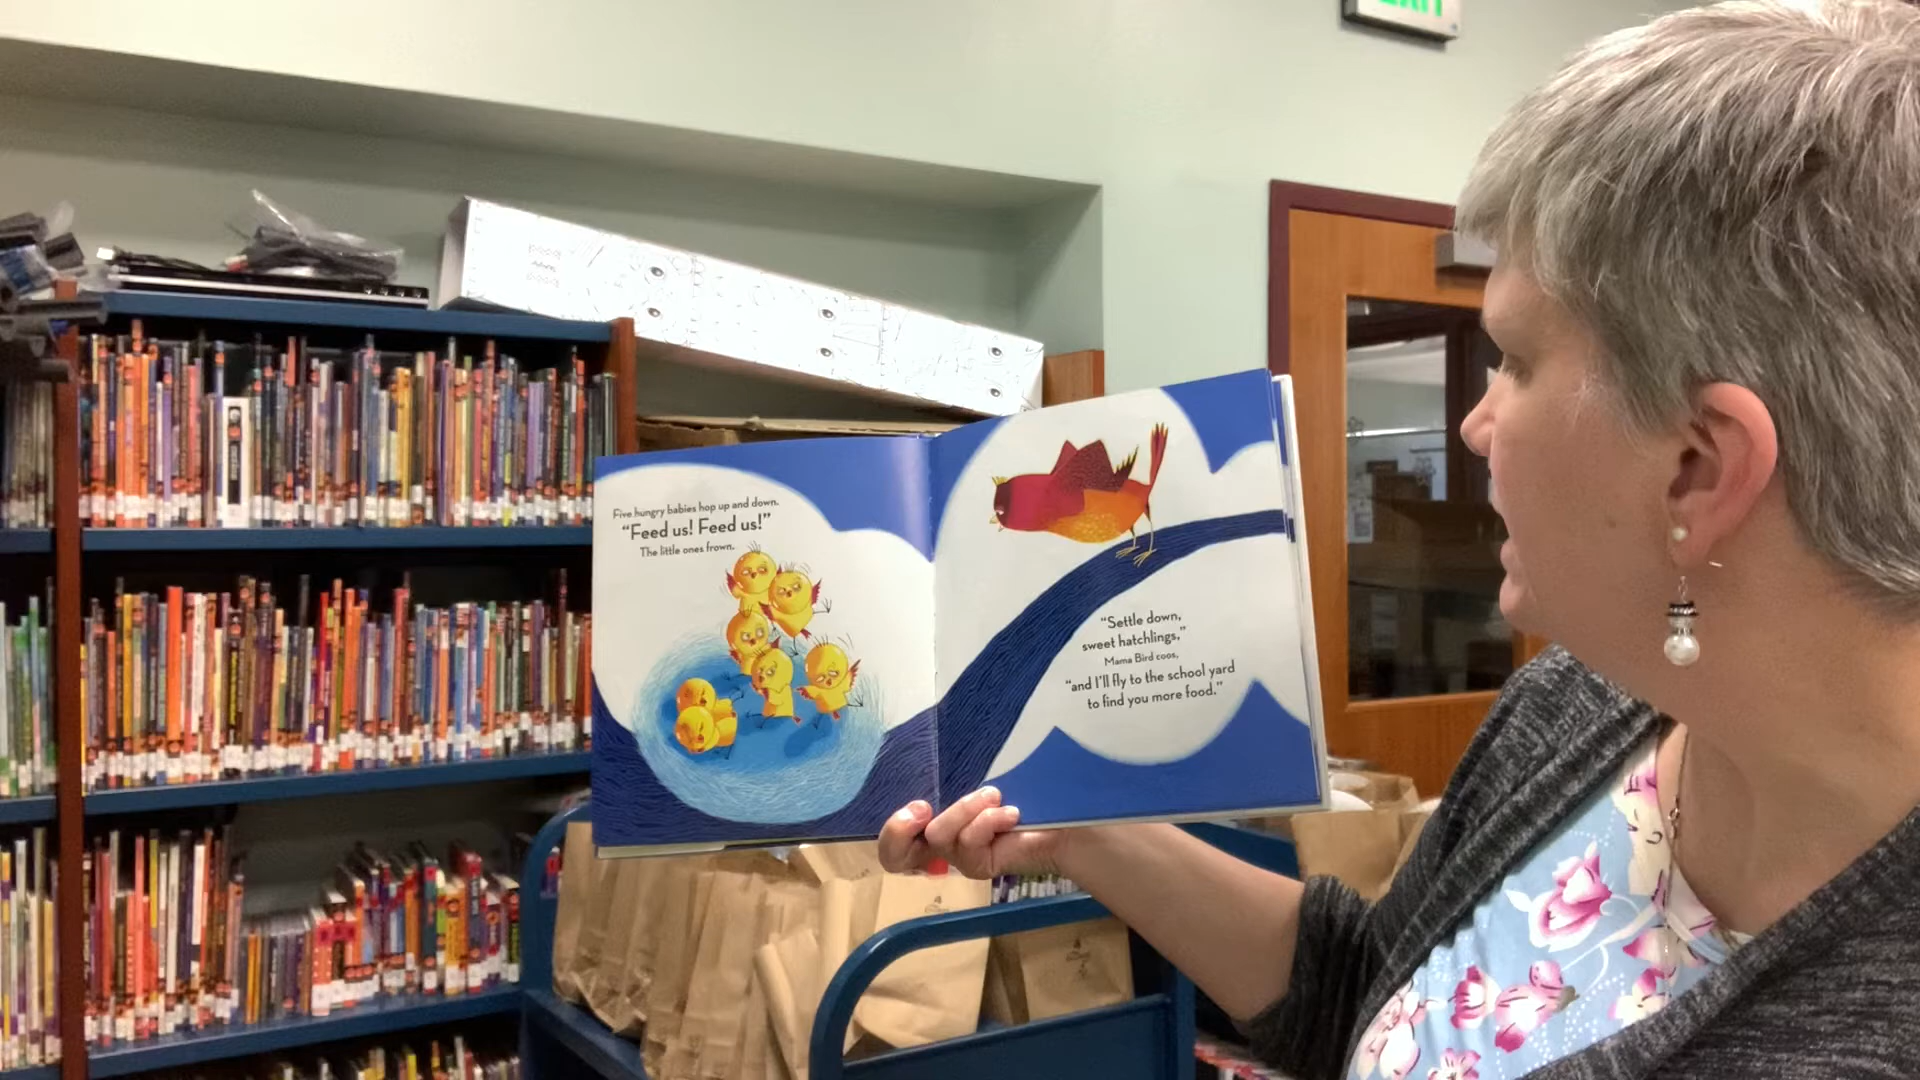 EXIT
Five hungry babies hop up and down.
“Feed us! Feed us!”
The little ones frown.
“Settle down,
sweet hatchlings,”
Mama Bird coos,
“and I’ll fly to the school yard
to find you more food.”